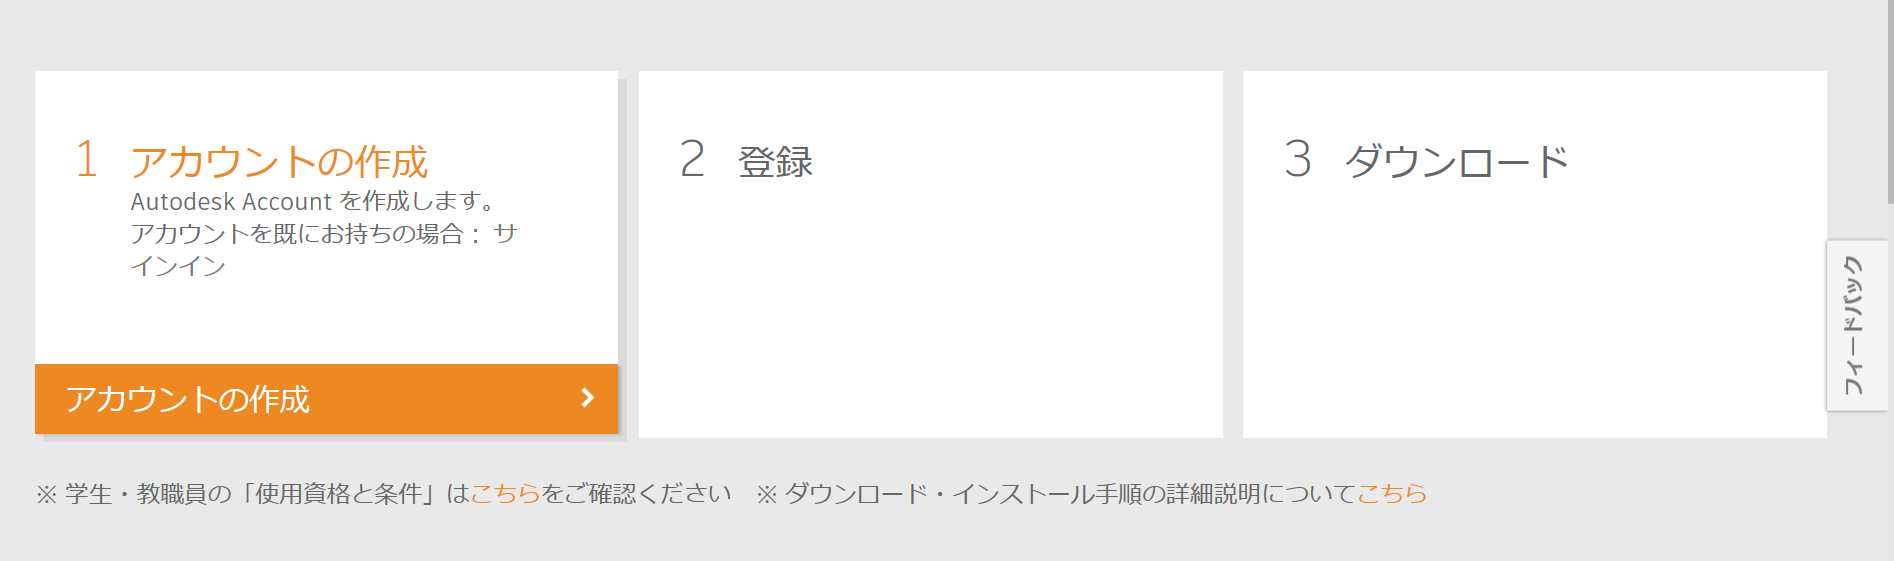 1 アカウントの作成
Autodesk Account を作成します。
アカウントを既にお持ちの場合： サ
インイン
アカウントの作成
2 登録
3 ダウンロード
フィードバック
※ 学生・教職員の「使用資格と条件」はこちらをご確認ください ※ ダウンロード・インストール手順の詳細説明についてこちら